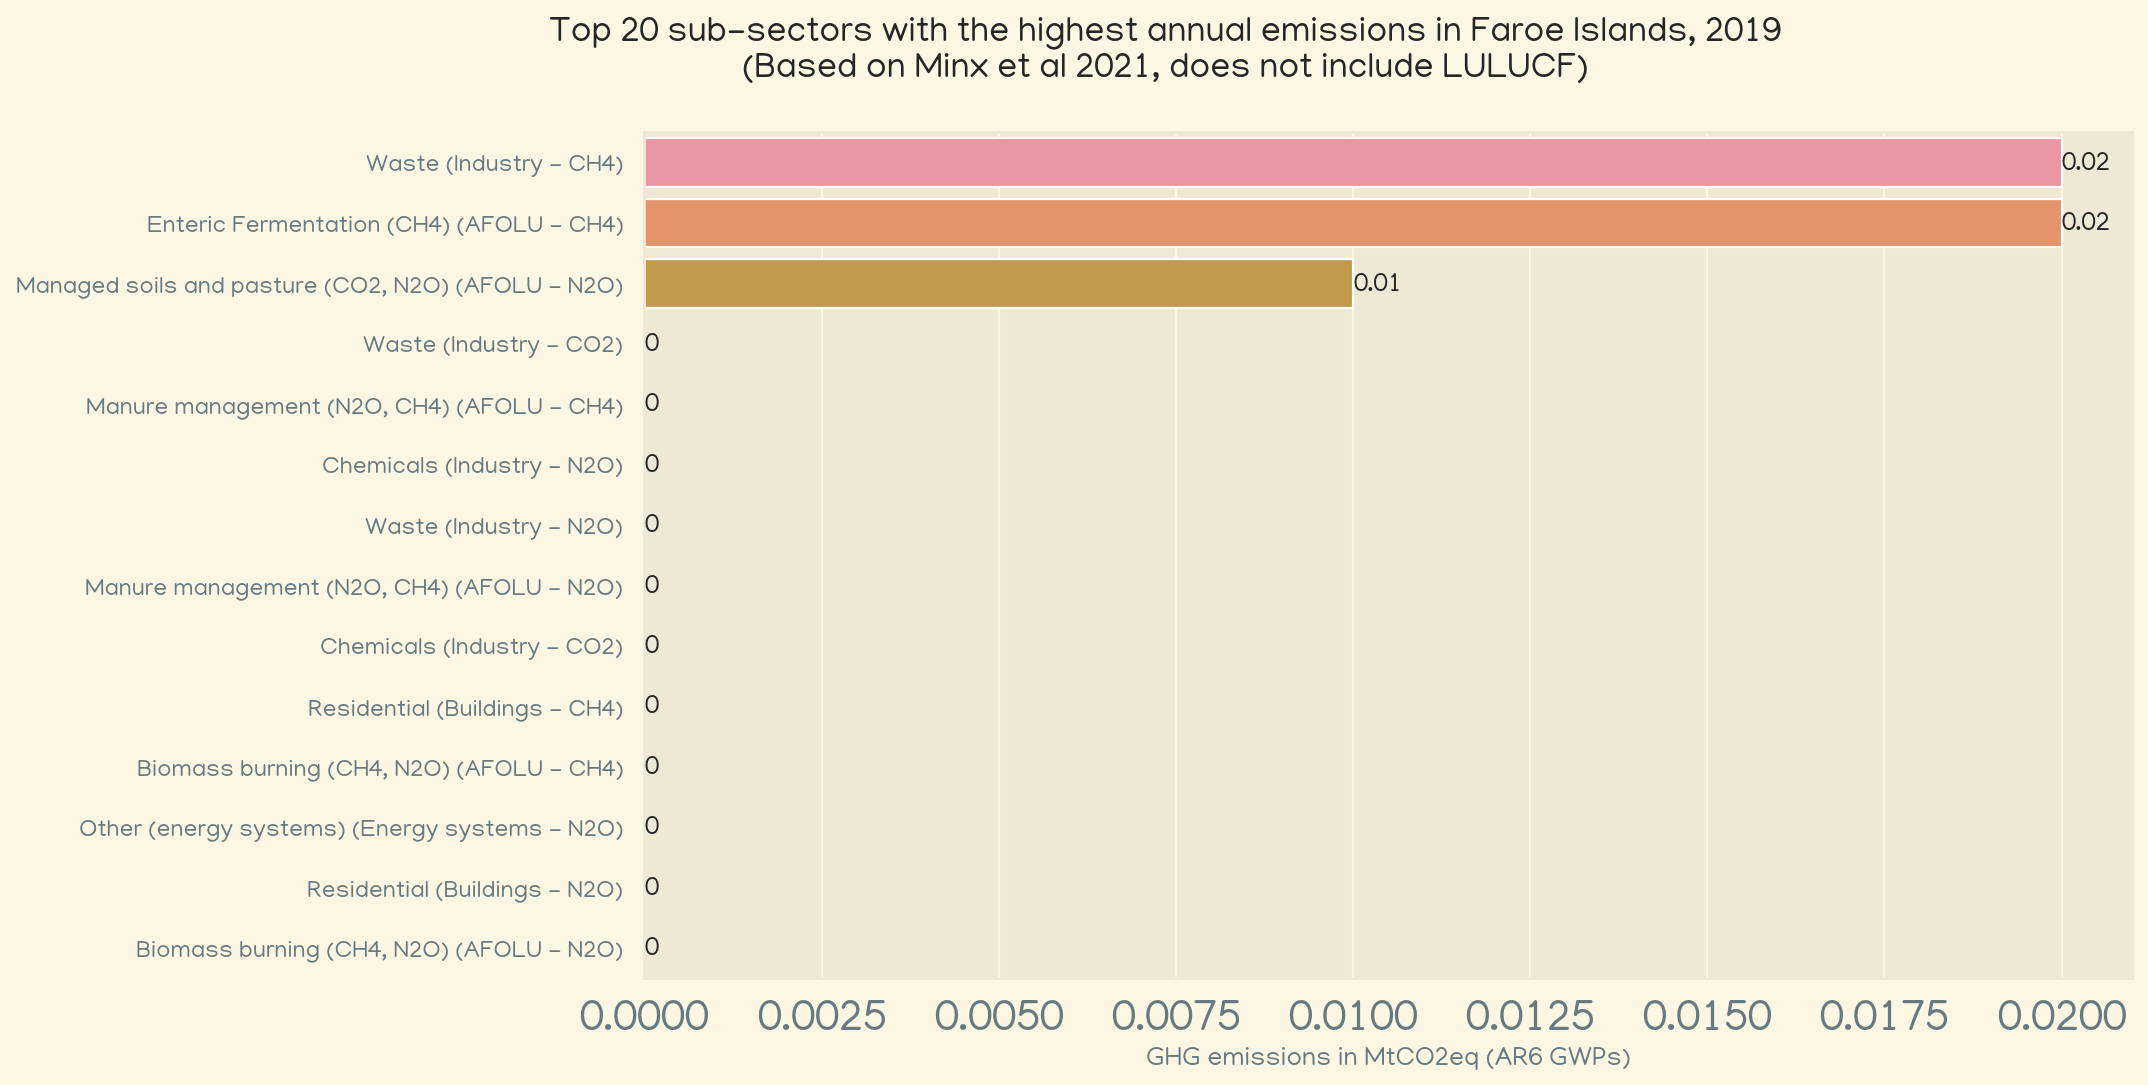 Top 20 sub-sectors with the highest annual emissions in Faroe Islands, 2019
(Based on Minx et al 2021, does not include LULUCF)
Waste (Industry - CH4) 0.02
Enteric Fermentation (CH4) (AFOLU - CH4) 0.02
Managed soils and pasture (CO2, N2O) (AFOLU - N2O) 0.01
Waste (Industry - CO2) 0
Manure management (N2O, CH4) (AFOLU - CH4) 0
Chemicals (Industry - N2O) 0
Waste (Industry - N2O) 0
Manure management (N2O, CH4) (AFOLU - N2O) 0
Chemicals (Industry - CO2) 0
Residential (Buildings - CH4) 0
Biomass burning (CH4, N2O) (AFOLU - CH4) 0
Other (energy systems) (Energy systems - N2O) 0
Residential (Buildings - N2O) 0
Biomass burning (CH4, N2O) (AFOLU - N2O) 0
0.0000 0.0025 0.0050 0.0075 0.0100 0.0125 0.0150 0.0175 0.0200
GHG emissions in MtCO2eq (AR6 GWPs)